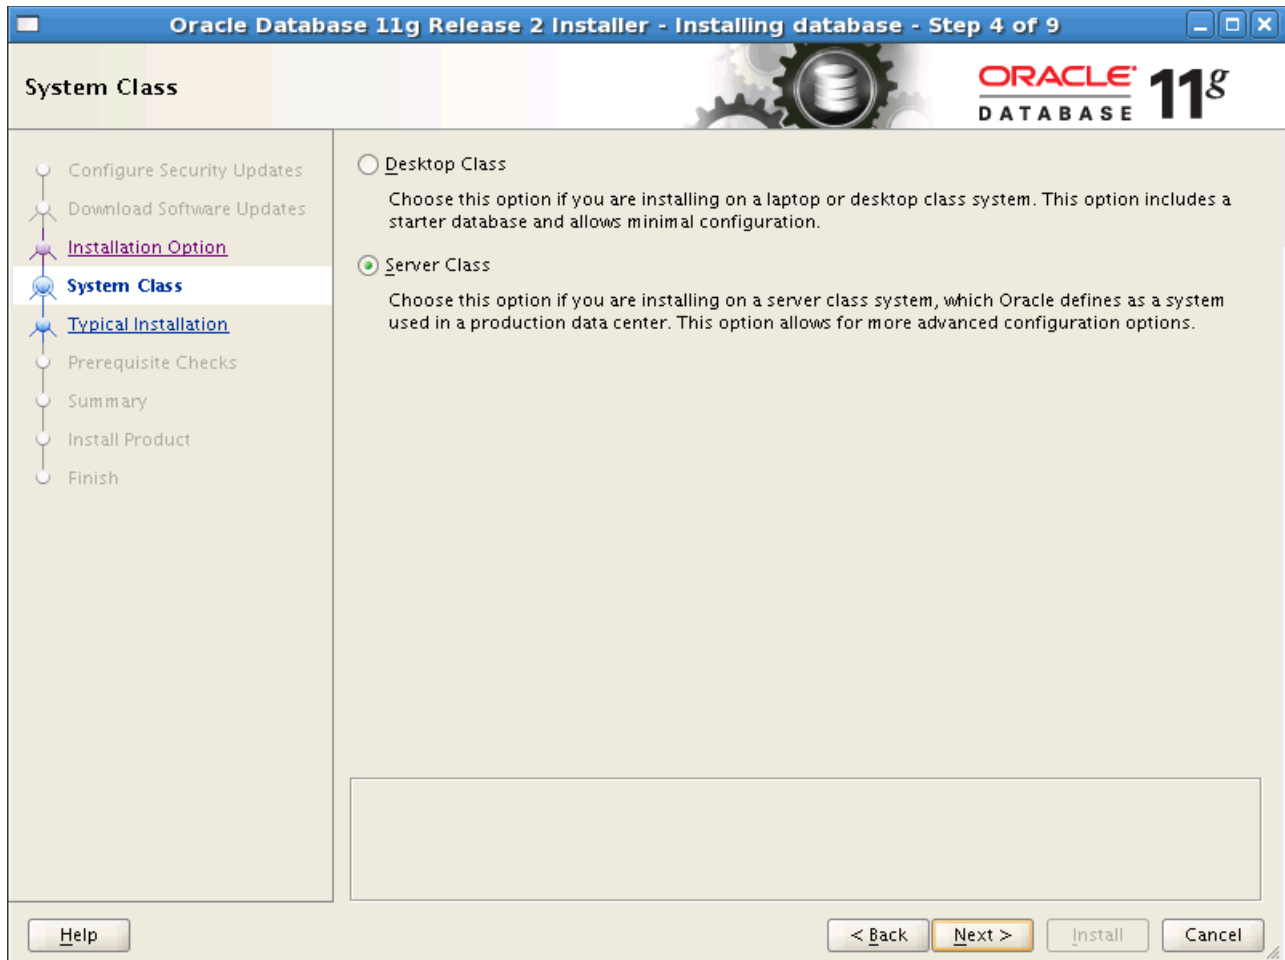 Oracle Database 11g Release 2 Installer - Installing database - Step 4 of 9
System Class
ORACLE
DATABASE
11g
Configure Security Updates
Download Software Updates
Installation Option
System Class
Typical Installation
Prerequisite Checks
Summary
Install Product
Finish
Desktop Class
Choose this option if you are installing on a laptop or desktop class system. This option includes a
starter database and allows minimal configuration.
Server Class
Choose this option if you are installing on a server class system, which Oracle defines as a system
used in a production data center. This option allows for more advanced configuration options.
Help
< Back
Next >
Install
Cancel